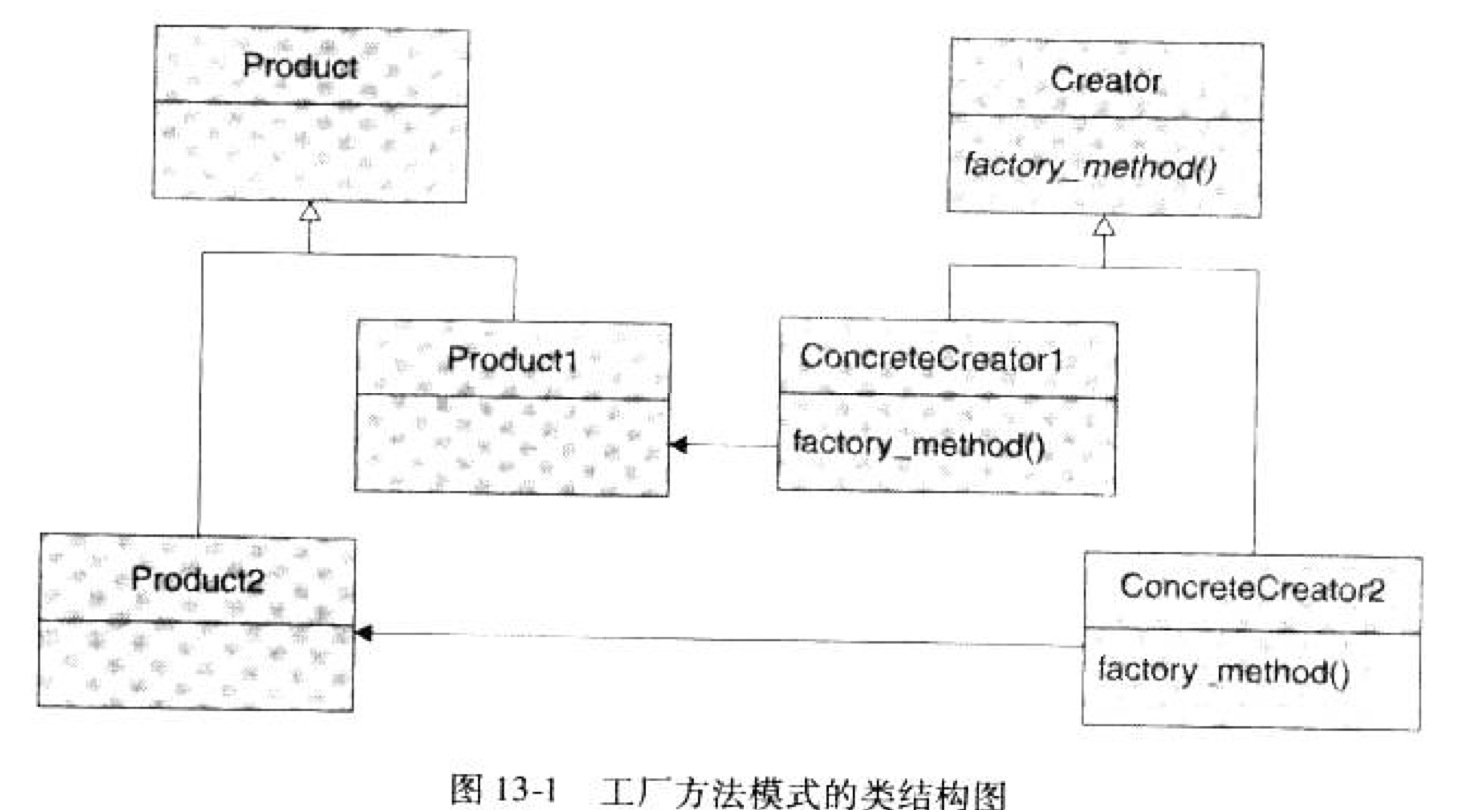 Product
Creator
factory_method()
Product1
ConcreteCreator1
factory_method()
Product2
ConcreteCreator2
factory_method()
图 13-1 工厂方法模式的类结构图